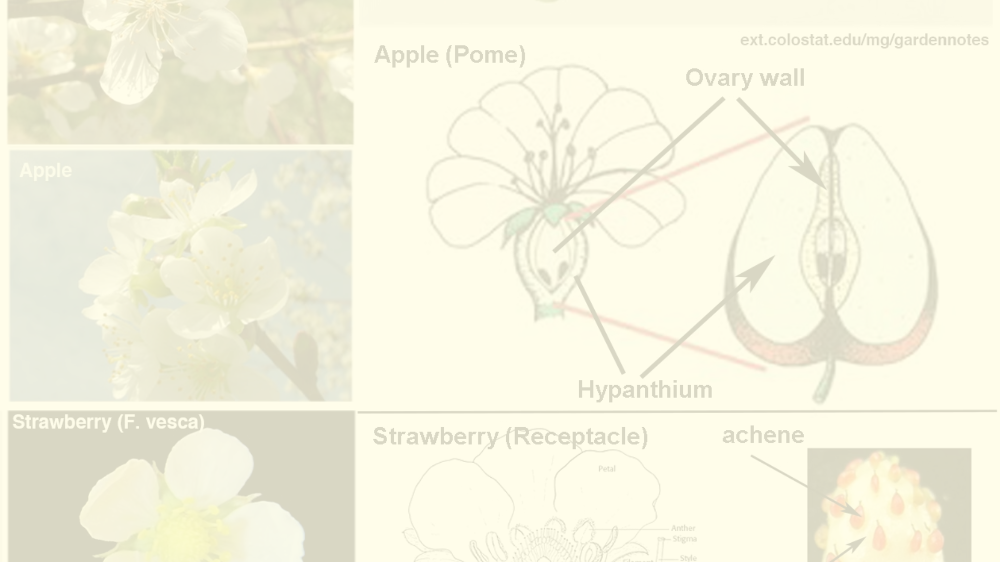 ext.colostat.edu/mg/gardennotes
Apple (Pome)
Ovary wall
Apple
Hypanthium
Strawberry (F. vesca)
Strawberry (Receptacle)
achene
Petal
Anther
Stigma
Style
Filament